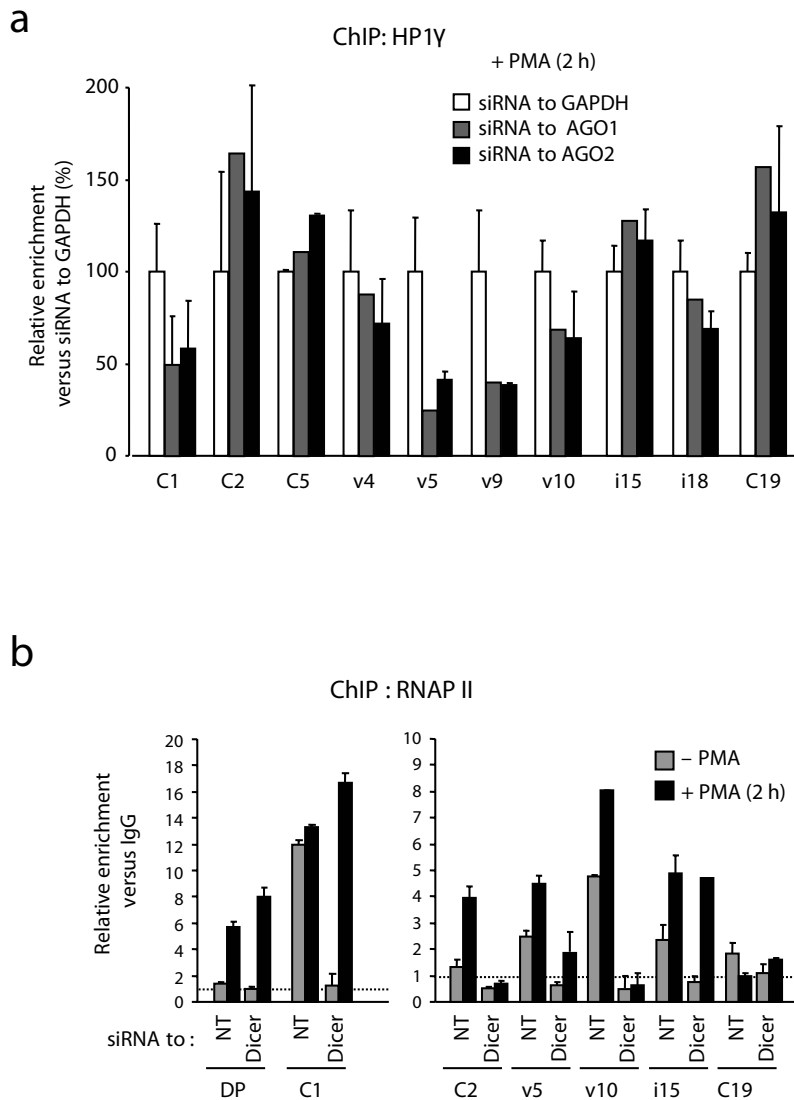 a
ChIP: HP1γ
+ PMA (2 h)
siRNA to GAPDH
siRNA to AGO1
siRNA to AGO2
Relative enrichment
versus siRNA to GAPDH (%)
200
150
100
50
0
C1 C2 C5 v4 v5 v9 v10 i15 i18 C19
b
ChIP : RNAP II
– PMA
+ PMA (2 h)
Relative enrichment
versus IgG
20
18
16
14
12
10
8
6
4
2
0
10
9
8
7
6
5
4
3
2
1
0
siRNA to :
NT Dicer NT Dicer NT Dicer NT Dicer NT Dicer NT Dicer NT Dicer
DP C1 C2 v5 v10 i15 C19